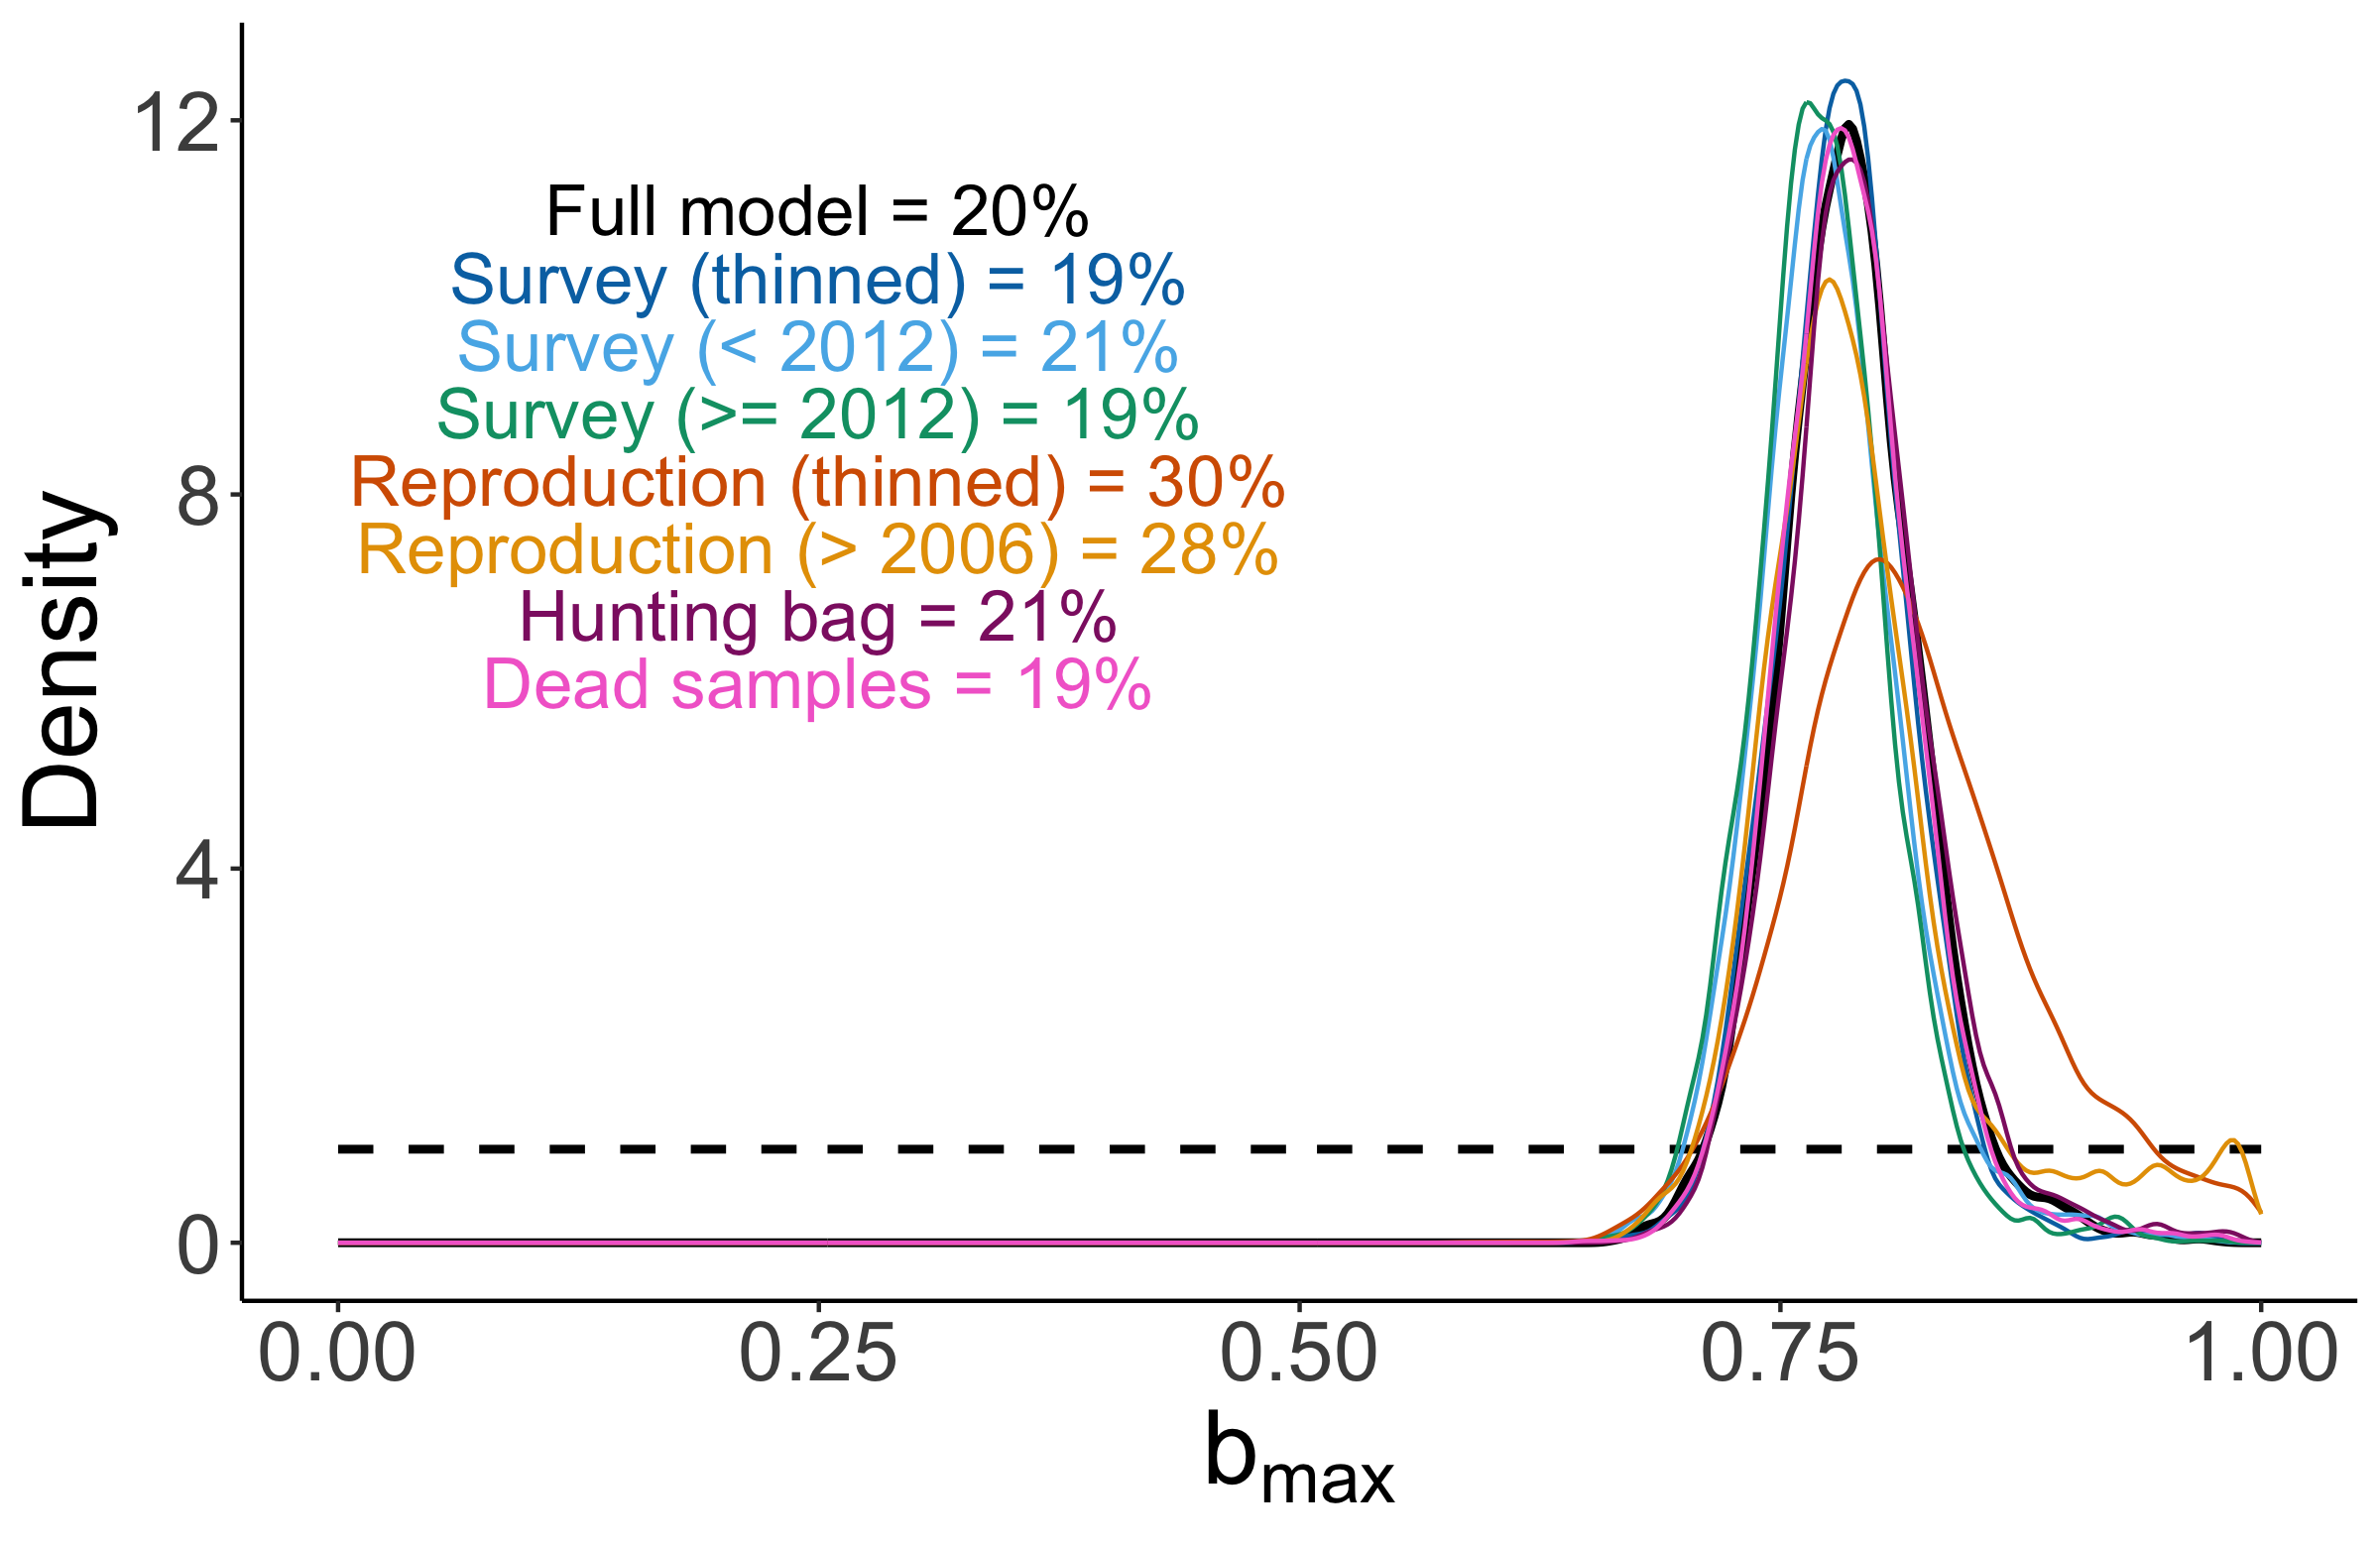 12
8
4
0
Density
Full model = 20%
Survey (thinned) = 19%
Survey (< 2012) = 21%
Survey (>= 2012) = 19%
Reproduction (thinned) = 30%
Reproduction (> 2006) = 28%
Hunting bag = 21%
Dead samples = 19%
0.00 0.25 0.50 0.75 1.00
bmax